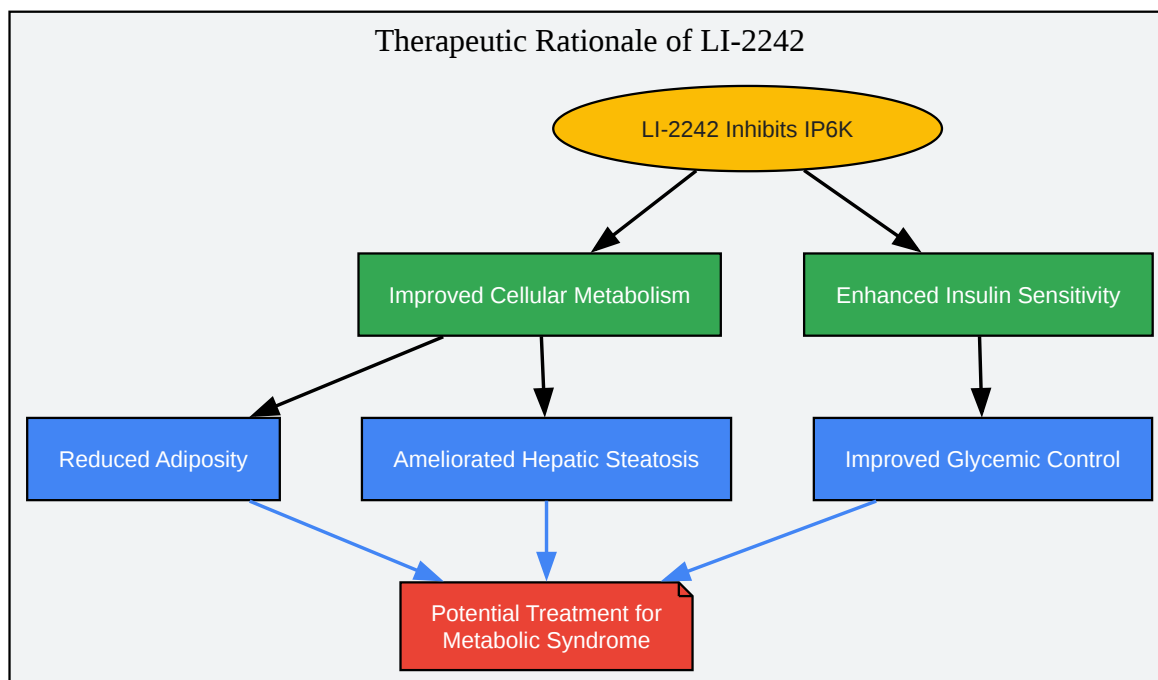 Therapeutic Rationale of LI-2242
LI-2242 Inhibits IP6K
Improved Cellular Metabolism
Enhanced Insulin Sensitivity
Reduced Adiposity
Ameliorated Hepatic Steatosis
Improved Glycemic Control
Potential Treatment for
Metabolic Syndrome